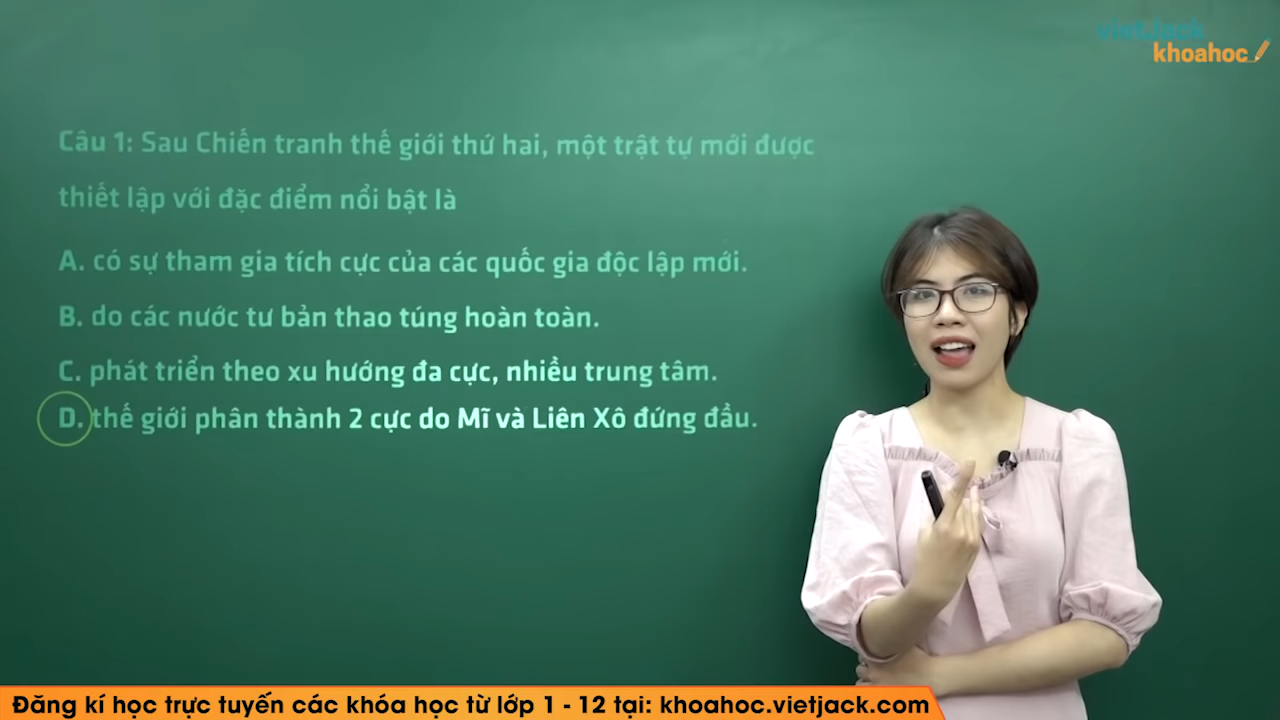 vietJack
khoahoc
Câu 1: Sau Chiến tranh thế giới thứ hai, một trật tự mới được
thiết lập với đặc điểm nổi bật là
A. có sự tham gia tích cực của các quốc gia độc lập mới.
B. do các nước tư bản thao túng hoàn toàn.
C. phát triển theo xu hướng đa cực, nhiều trung tâm.
D. thế giới phân thành 2 cực do Mĩ và Liên Xô đứng đầu.
Đăng kí học trực tuyến các khóa học từ lớp 1 - 12 tại: khoahoc.vietjack.com